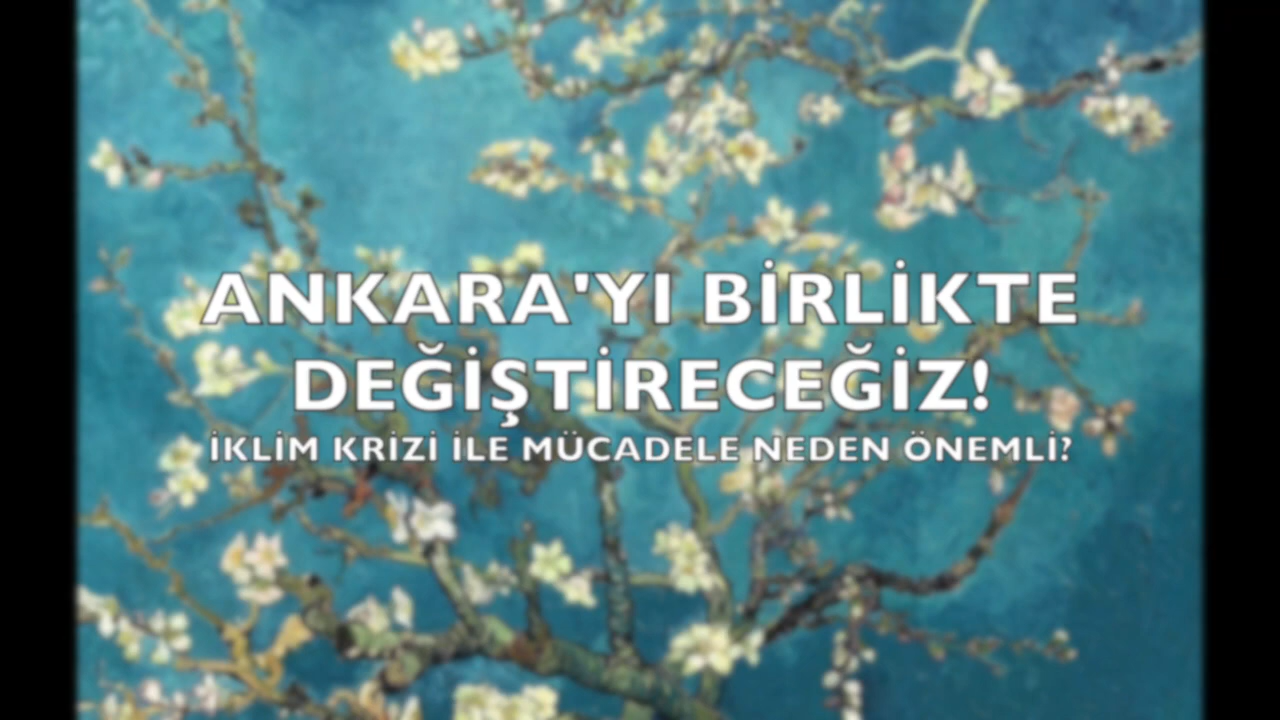 ANKARA'YI BİRLİKTE
DEĞİŞTİRECEĞİZ!
İKLİM KRİZİ İLE MÜCADELE NEDEN ÖNEMLİ?